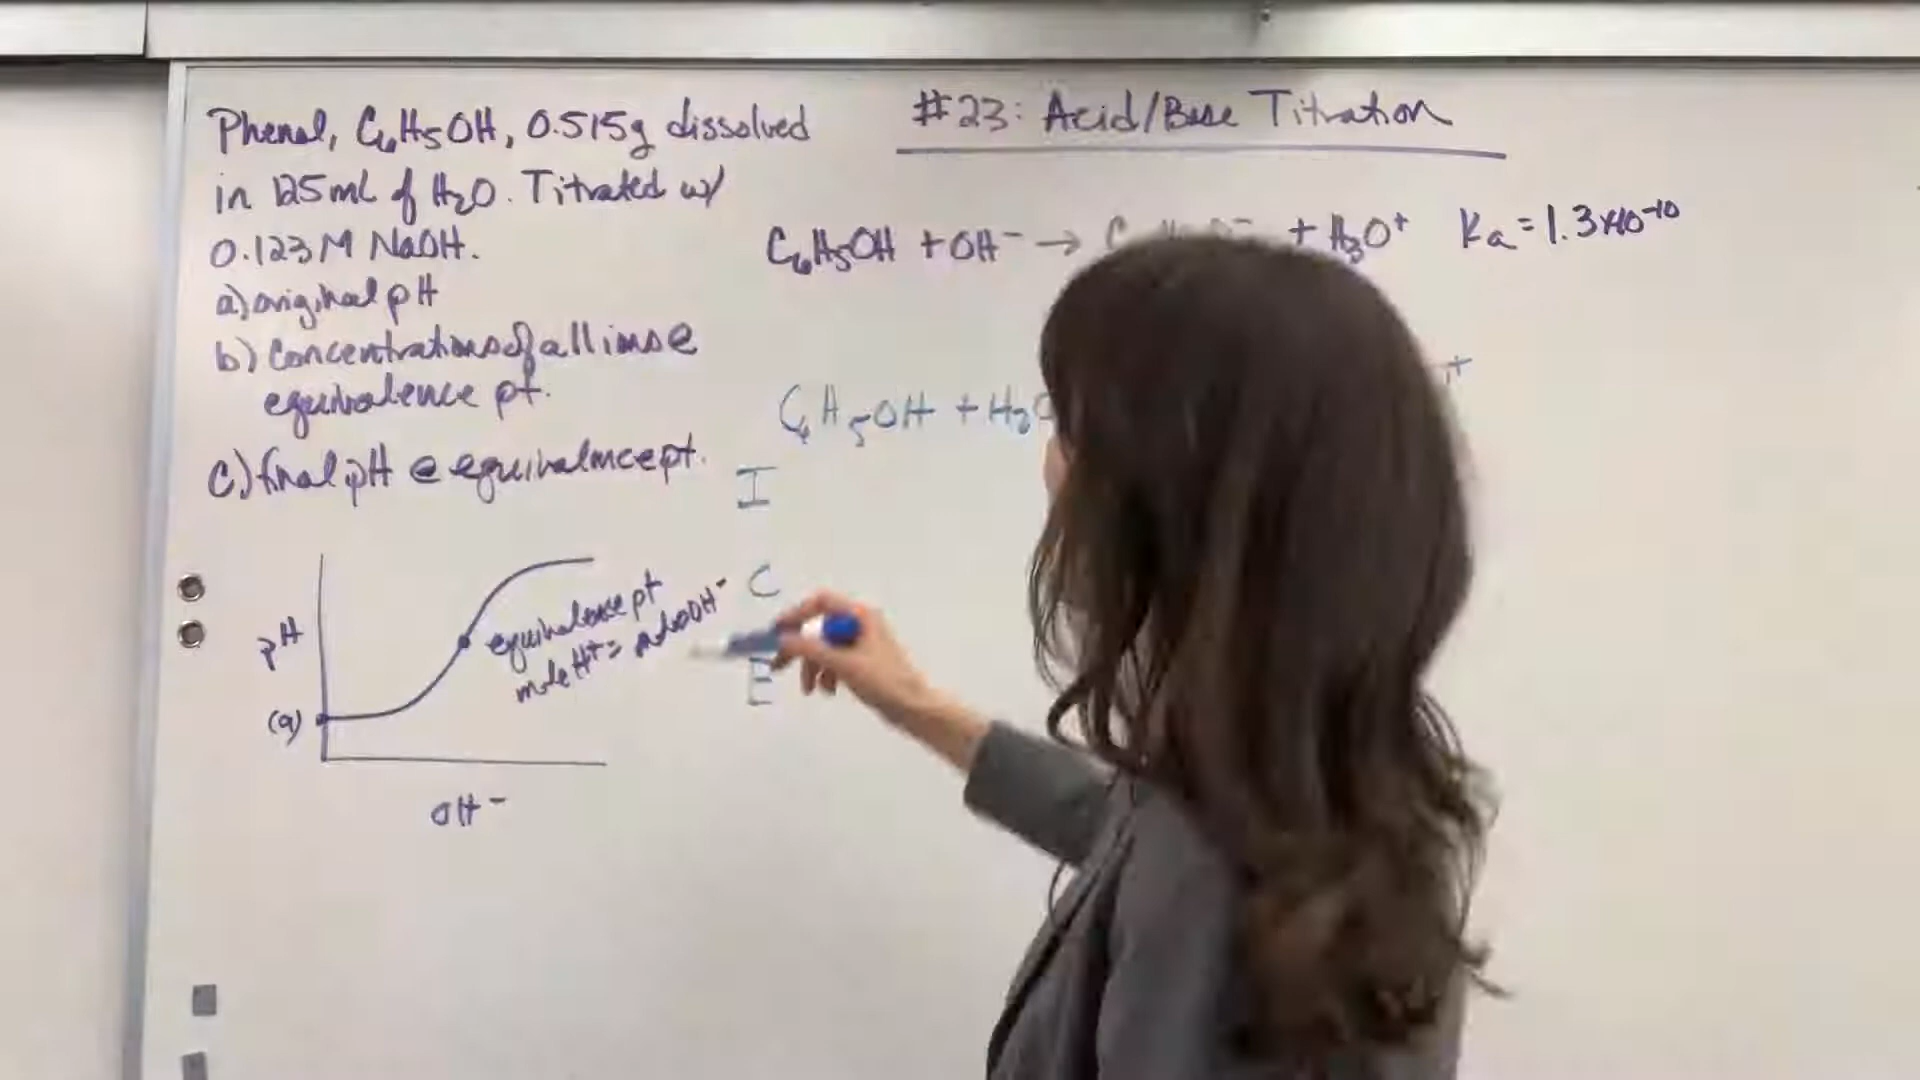 #23: Acid/Base Titration
Phenol, C6H5OH, 0.515g dissolved
in 125ml of H2O. Titrated w/
0.123M NaOH.
a) original pH
b) Concentrations of all ions @
equivalence pt.
c) final pH @ equivalence pt.
C6H5OH + OH⁻ → C + H3O⁺ Ka = 1.3x10⁻¹⁰
C6H5OH + H2O
I
C
E
pH
(a)
equivalence pt
mole H⁺ = mole OH⁻
OH⁻